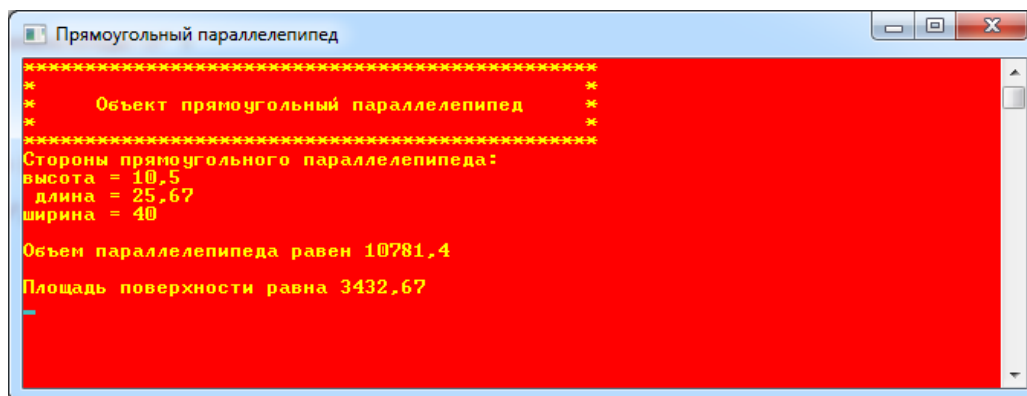 Прямоугольный параллелепипед
***********************************************
* *
* Объект прямоугольный параллелепипед *
* *
***********************************************
Стороны прямоугольного параллелепипеда:
высота = 10,5
длина = 25,67
ширина = 40
Объем параллелепипеда равен 10781,4
Площадь поверхности равна 3432,67